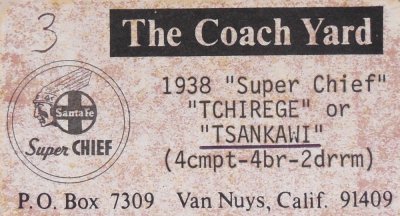 3
The Coach Yard
1938 "Super Chief"
"TCHIREGE" or
"TSANKAWI"
(4cmpt-4br-2drrm)
Santa Fe
Super CHIEF
P.O. Box 7309 Van Nuys, Calif. 91409